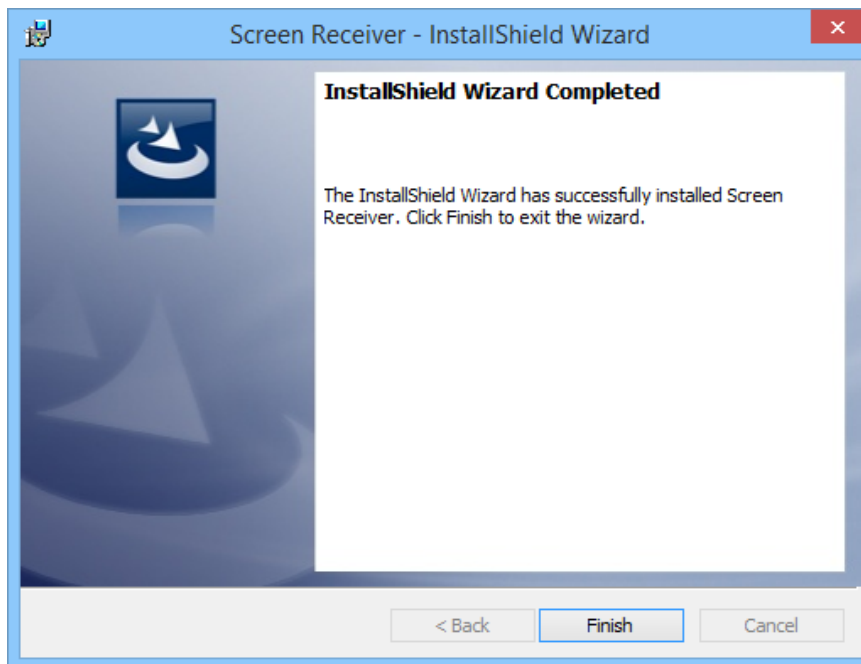 Screen Receiver - InstallShield Wizard
InstallShield Wizard Completed
The InstallShield Wizard has successfully installed Screen
Receiver. Click Finish to exit the wizard.
< Back
Finish
Cancel